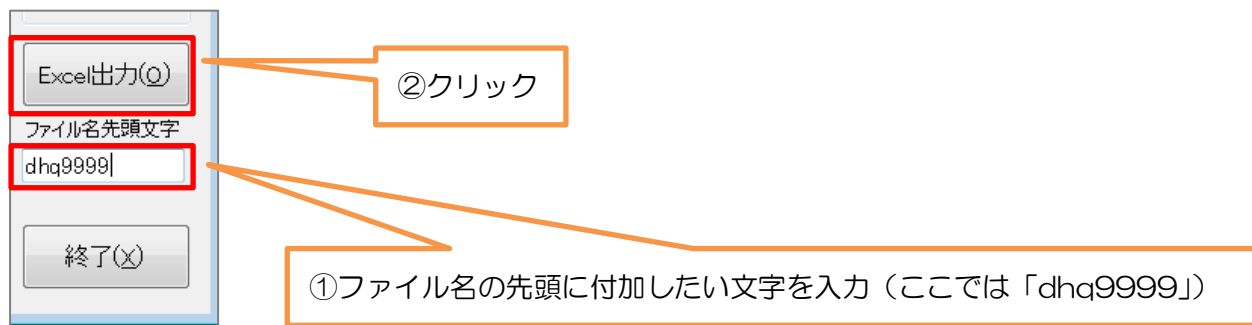 Excel出力(O)
②クリック
ファイル名先頭文字
dhq9999
終了(X)
①ファイル名の先頭に付加したい文字を入力（ここでは「dhq9999」）